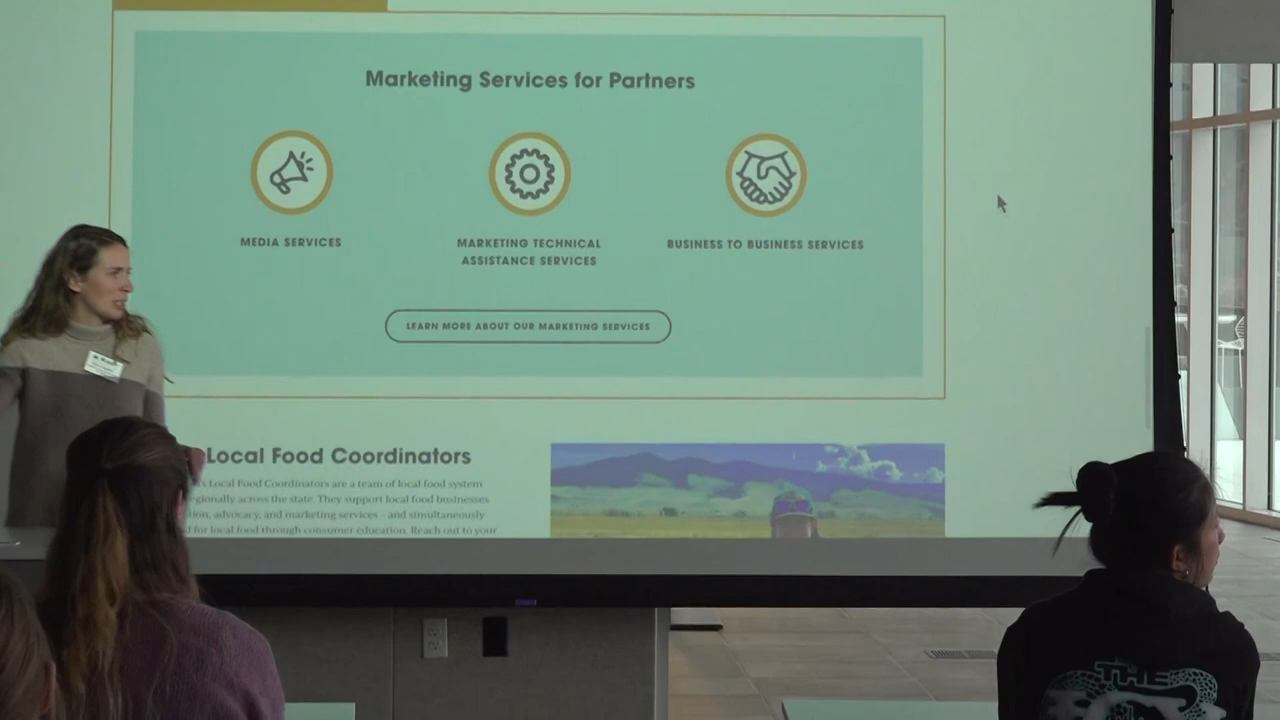 Marketing Services for Partners
MEDIA SERVICES
MARKETING TECHNICAL
ASSISTANCE SERVICES
BUSINESS TO BUSINESS SERVICES
LEARN MORE ABOUT OUR MARKETING SERVICES
Local Food Coordinators
Local Food Coordinators are a team of local food system
across the state. They support local food businesses
advocacy, and marketing services – and simultaneously
for local food through consumer education. Reach out to your
THE